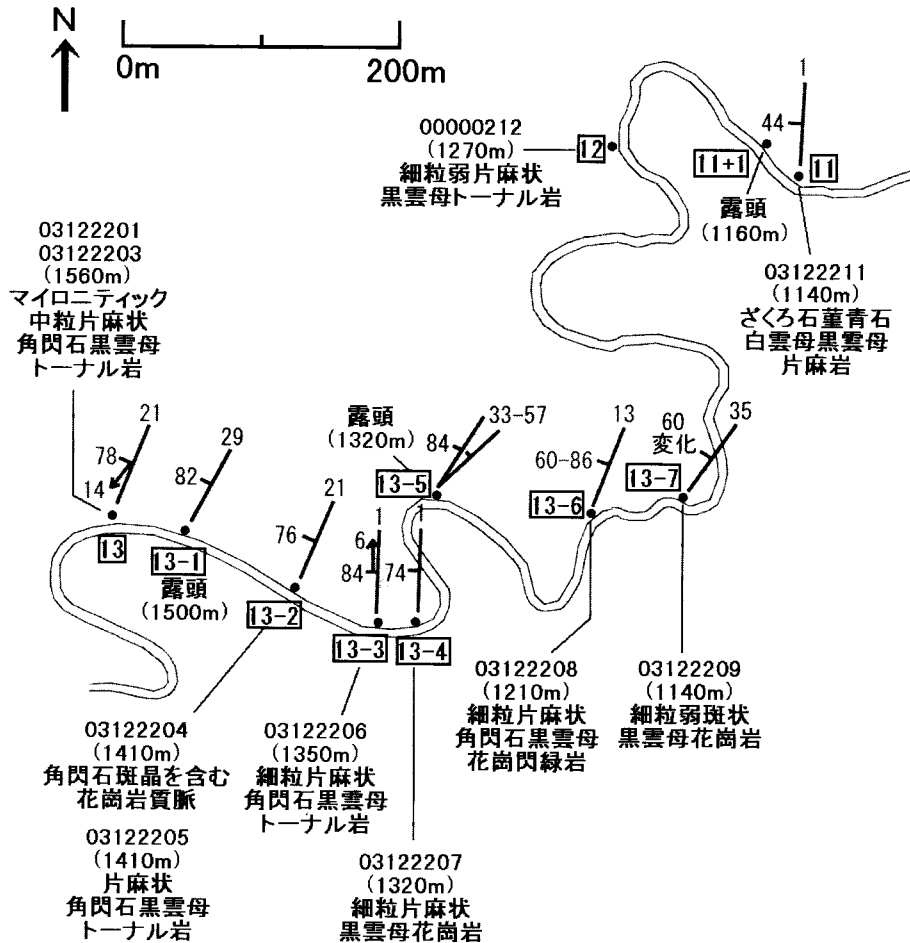 N
0m 200m
00000212
(1270m)
細粒弱片麻状
黒雲母トーナル岩
12
1
44
11+1
11
露頭
(1160m)
03122211
(1140m)
ざくろ石菫青石
白雲母黒雲母
片麻岩
03122201
03122203
(1560m)
マイロニティック
中粒片麻状
角閃石黒雲母
トーナル岩
21
78
14
13
29
82
13-1
露頭
(1500m)
21
76
13-2
1
6
84
13-3
1
74
13-4
露頭
(1320m)
33-57
84
13-5
13
60-86
13-6
35
60
変化
13-7
03122204
(1410m)
角閃石斑晶を含む
花崗岩質脈
03122205
(1410m)
片麻状
角閃石黒雲母
トーナル岩
03122206
(1350m)
細粒片麻状
角閃石黒雲母
トーナル岩
03122207
(1320m)
細粒片麻状
黒雲母花崗岩
03122208
(1210m)
細粒片麻状
角閃石黒雲母
花崗閃緑岩
03122209
(1140m)
細粒弱斑状
黒雲母花崗岩